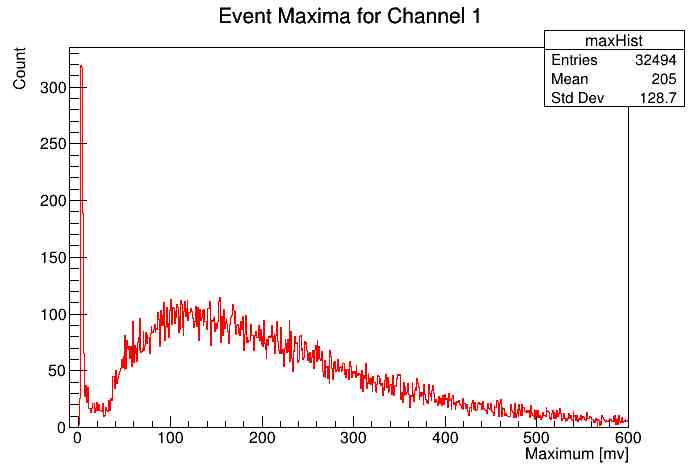 Event Maxima for Channel 1
maxHist
Entries 32494
Mean 205
Std Dev 128.7
Count
300
250
200
150
100
50
0
0 100 200 300 400 500 600
Maximum [mv]